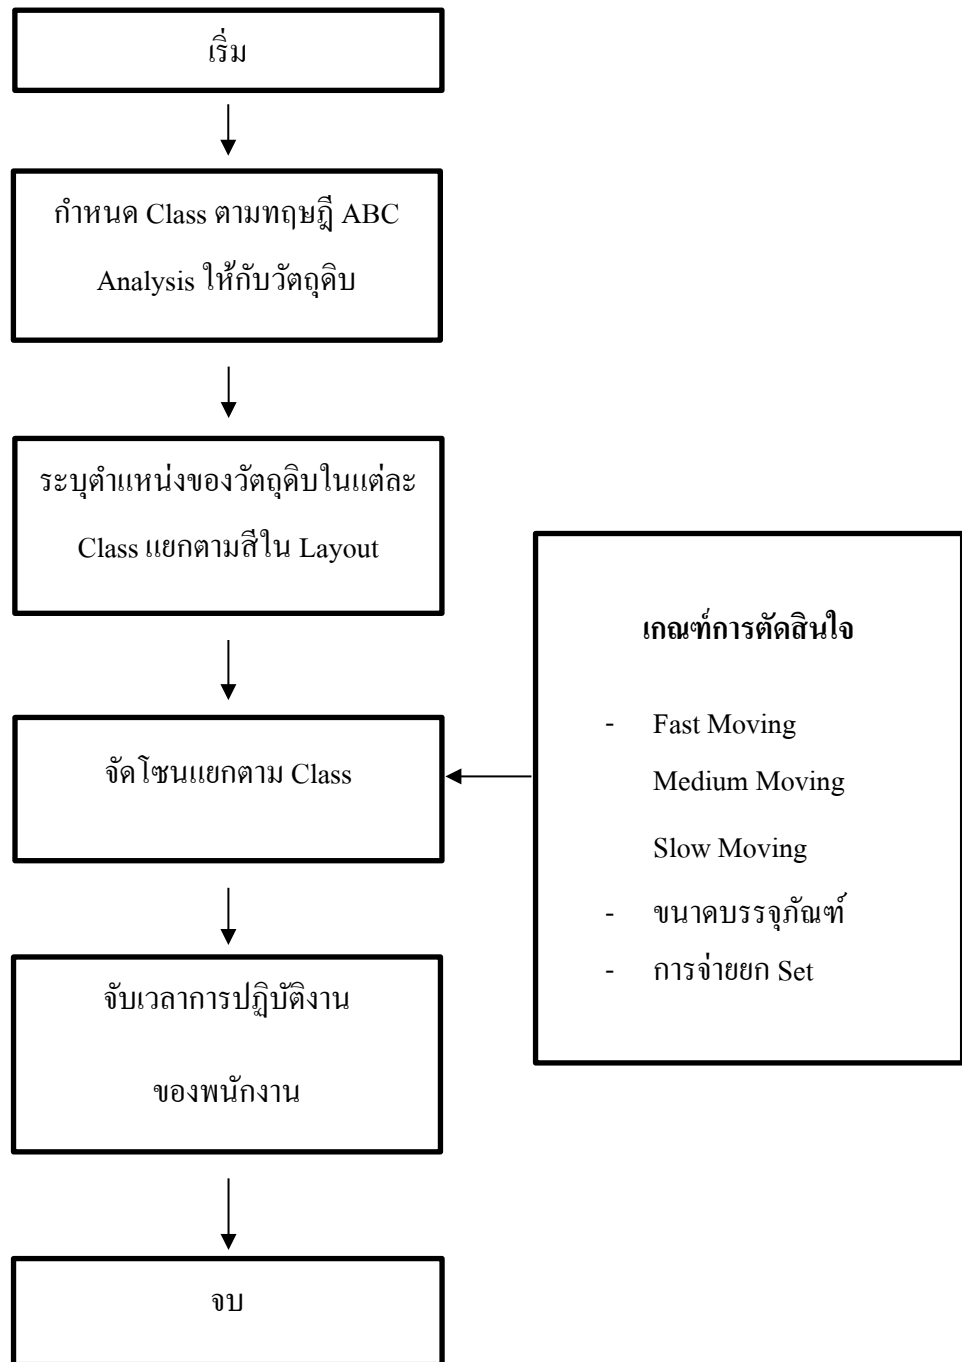 เริ่ม
กำหนด Class ตามทฤษฎี ABC
Analysis ให้กับวัตถุดิบ
ระบุตำแหน่งของวัตถุดิบในแต่ละ
Class แยกตามสีใน Layout
จัดโซนแยกตาม Class
เกณฑ์การตัดสินใจ
- Fast Moving
Medium Moving
Slow Moving
- ขนาดบรรจุภัณฑ์
- การจ่ายยก Set
จับเวลาการปฏิบัติงาน
ของพนักงาน
จบ